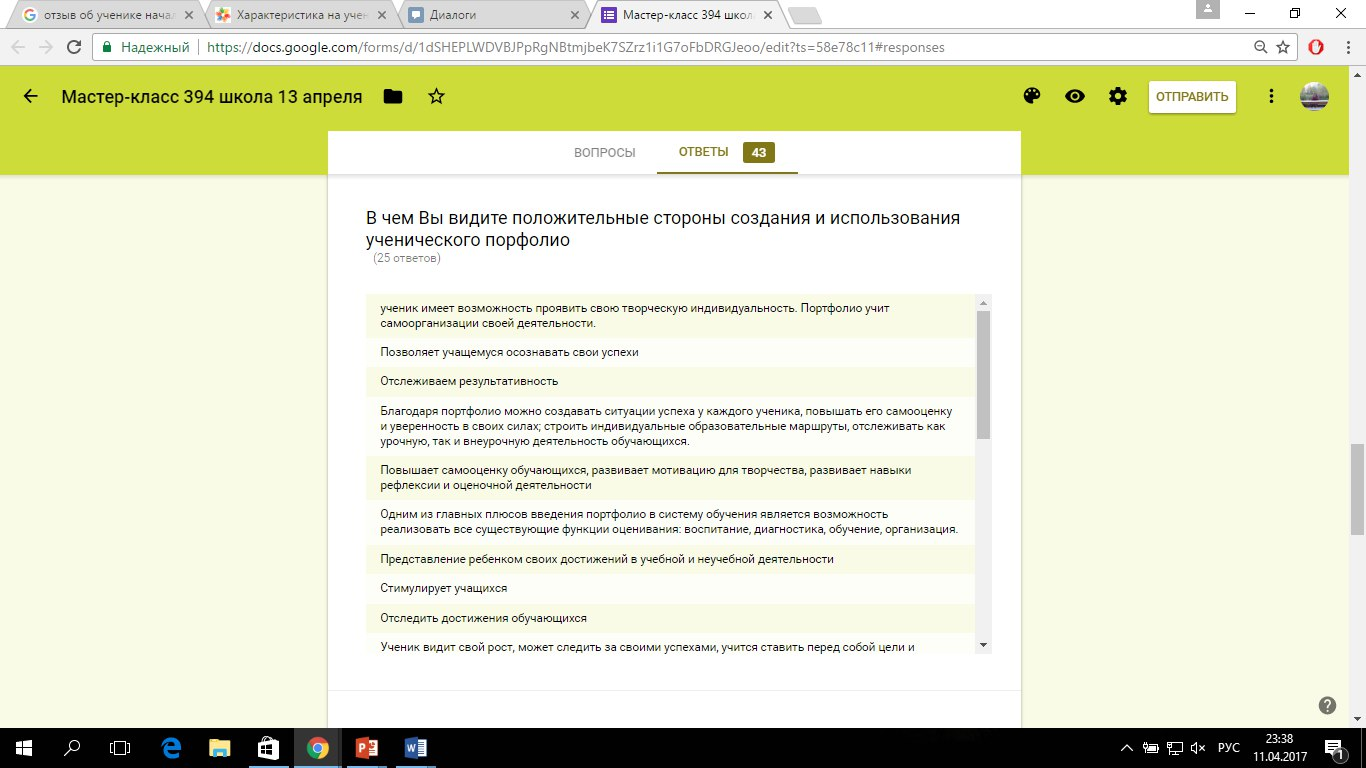 отзыв об ученике начал
Характеристика на учен
Диалоги
Мастер-класс 394 школ
Надежный
https://docs.google.com/forms/d/1dSHEPLWDVBJPpRgNBtmjbeK7SZrz1i1G7oFbDRGJeoo/edit?ts=58e78c11#responses
Мастер-класс 394 школа 13 апреля
ОТПРАВИТЬ
ВОПРОСЫ
ОТВЕТЫ 43
В чем Вы видите положительные стороны создания и использования
ученического порфолио
(25 ответов)
ученик имеет возможность проявить свою творческую индивидуальность. Портфолио учит
самоорганизации своей деятельности.
Позволяет учащемуся осознавать свои успехи
Отслеживаем результативность
Благодаря портфолио можно создавать ситуации успеха у каждого ученика, повышать его самооценку
и уверенность в своих силах; строить индивидуальные образовательные маршруты, отслеживать как
урочную, так и внеурочную деятельность обучающихся.
Повышает самооценку обучающихся, развивает мотивацию для творчества, развивает навыки
рефлексии и оценочной деятельности
Одним из главных плюсов введения портфолио в систему обучения является возможность
реализовать все существующие функции оценивания: воспитание, диагностика, обучение, организация.
Представление ребенком своих достижений в учебной и неучебной деятельности
Стимулирует учащихся
Отследить достижения обучающихся
Ученик видит свой рост, может следить за своими успехами, учится ставить перед собой цели и
РУС
23:38
11.04.2017
1